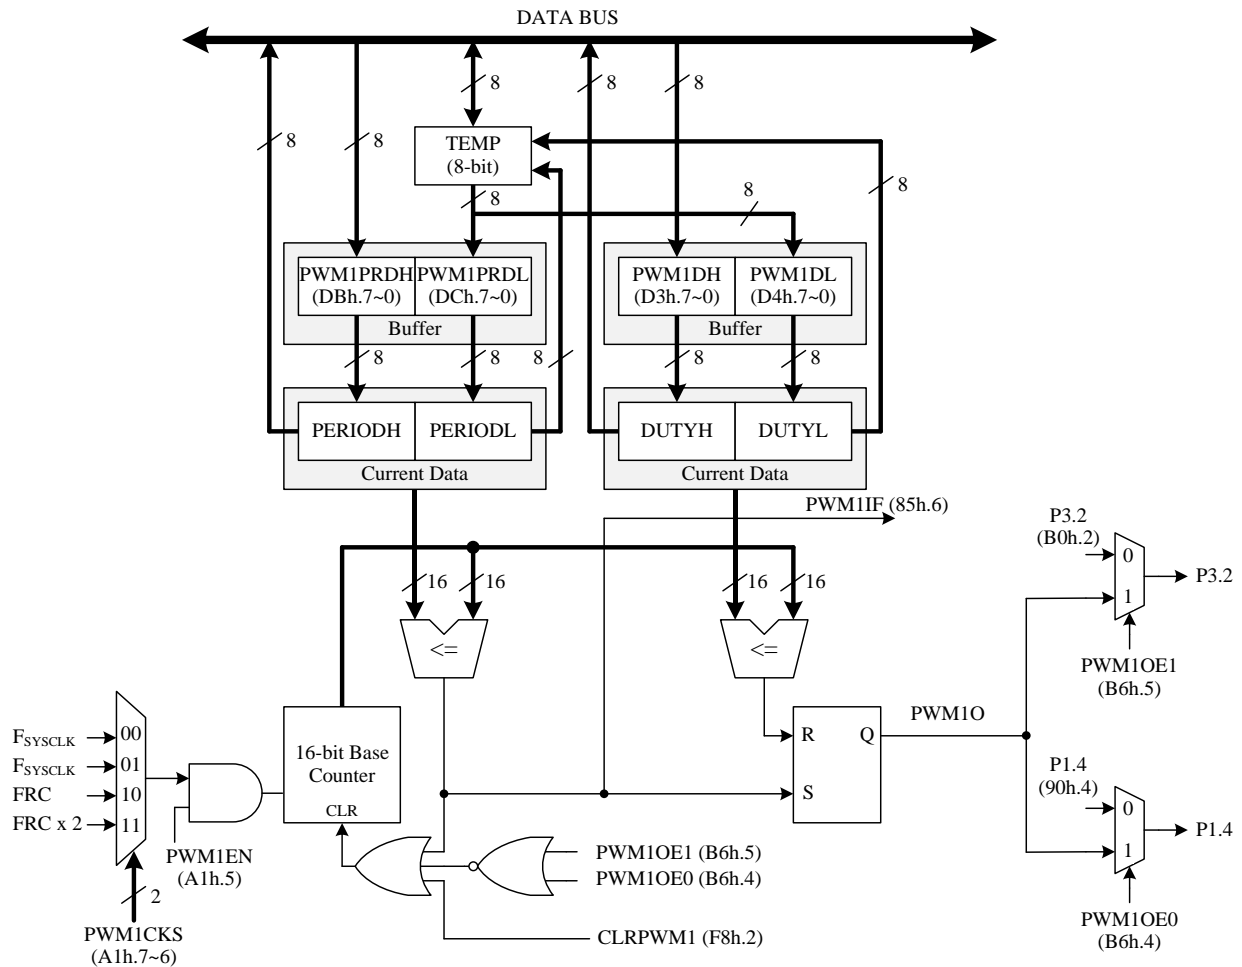 DATA BUS
8
8
8
8
8
TEMP
(8-bit)
8
8
8
PWM1PRDH
(DBh.7~0)
PWM1PRDL
(DCh.7~0)
Buffer
PWM1DH
(D3h.7~0)
PWM1DL
(D4h.7~0)
Buffer
8
8
8
8
8
PERIODH
PERIODL
Current Data
DUTYH
DUTYL
Current Data
PWM1IF (85h.6)
16
16
16
16
<=
<=
P3.2
(B0h.2)
0
1
P3.2
PWM1OE1
(B6h.5)
FSYSCLK
00
FSYSCLK
01
FRC
10
FRC x 2
11
PWM1EN
(A1h.5)
2
PWM1CKS
(A1h.7~6)
16-bit Base
Counter
CLR
R
Q
S
PWM1O
PWM1OE1 (B6h.5)
PWM1OE0 (B6h.4)
CLRPWM1 (F8h.2)
P1.4
(90h.4)
0
1
P1.4
PWM1OE0
(B6h.4)